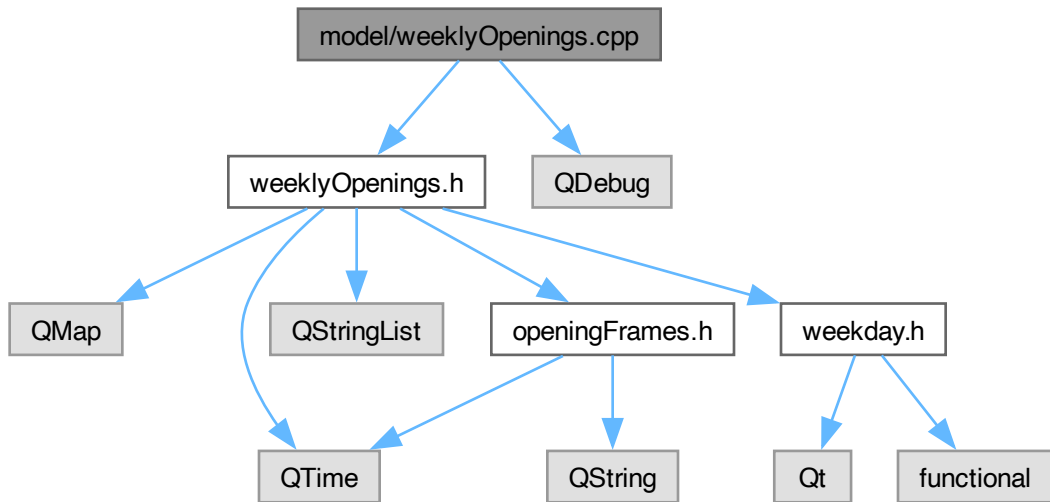 model/weeklyOpenings.cpp
weeklyOpenings.h
QDebug
QMap
QStringList
openingFrames.h
weekday.h
QTime
QString
Qt
functional